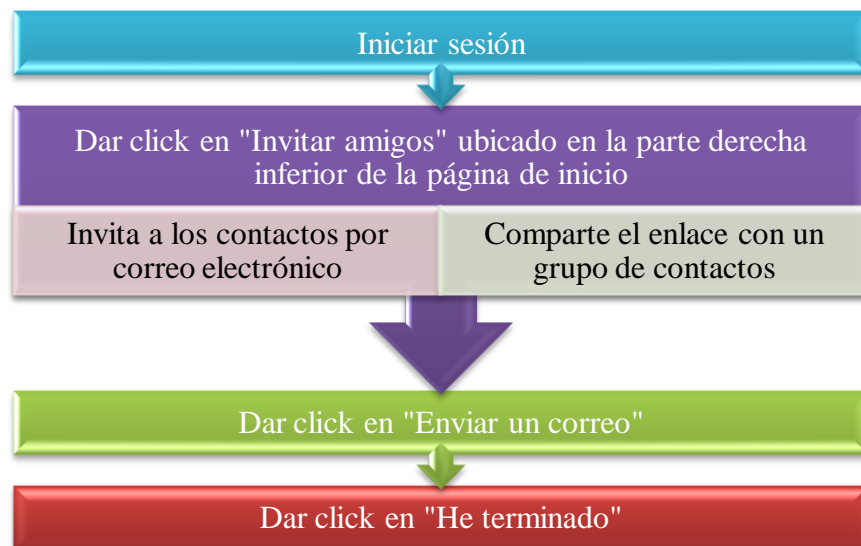 Iniciar sesión
Dar click en "Invitar amigos" ubicado en la parte derecha
inferior de la página de inicio
Invita a los contactos por
correo electrónico
Comparte el enlace con un
grupo de contactos
Dar click en "Enviar un correo"
Dar click en "He terminado"